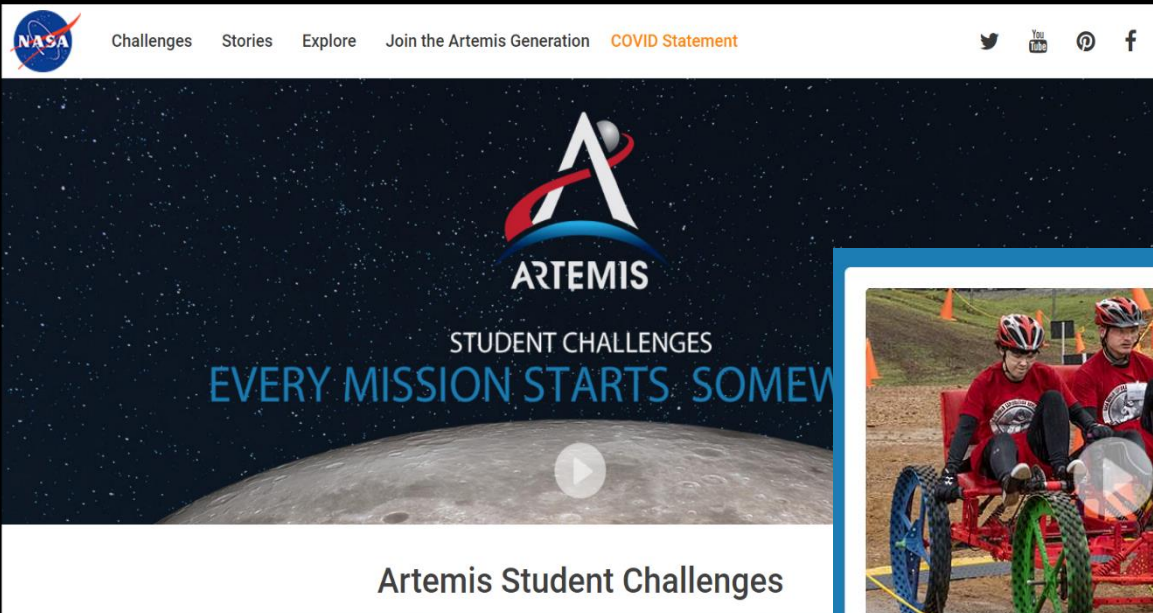 NASA
Challenges Stories Explore Join the Artemis Generation COVID Statement
You
Tube
ARTEMIS
STUDENT CHALLENGES
EVERY MISSION STARTS SOMEW
Artemis Student Challenges